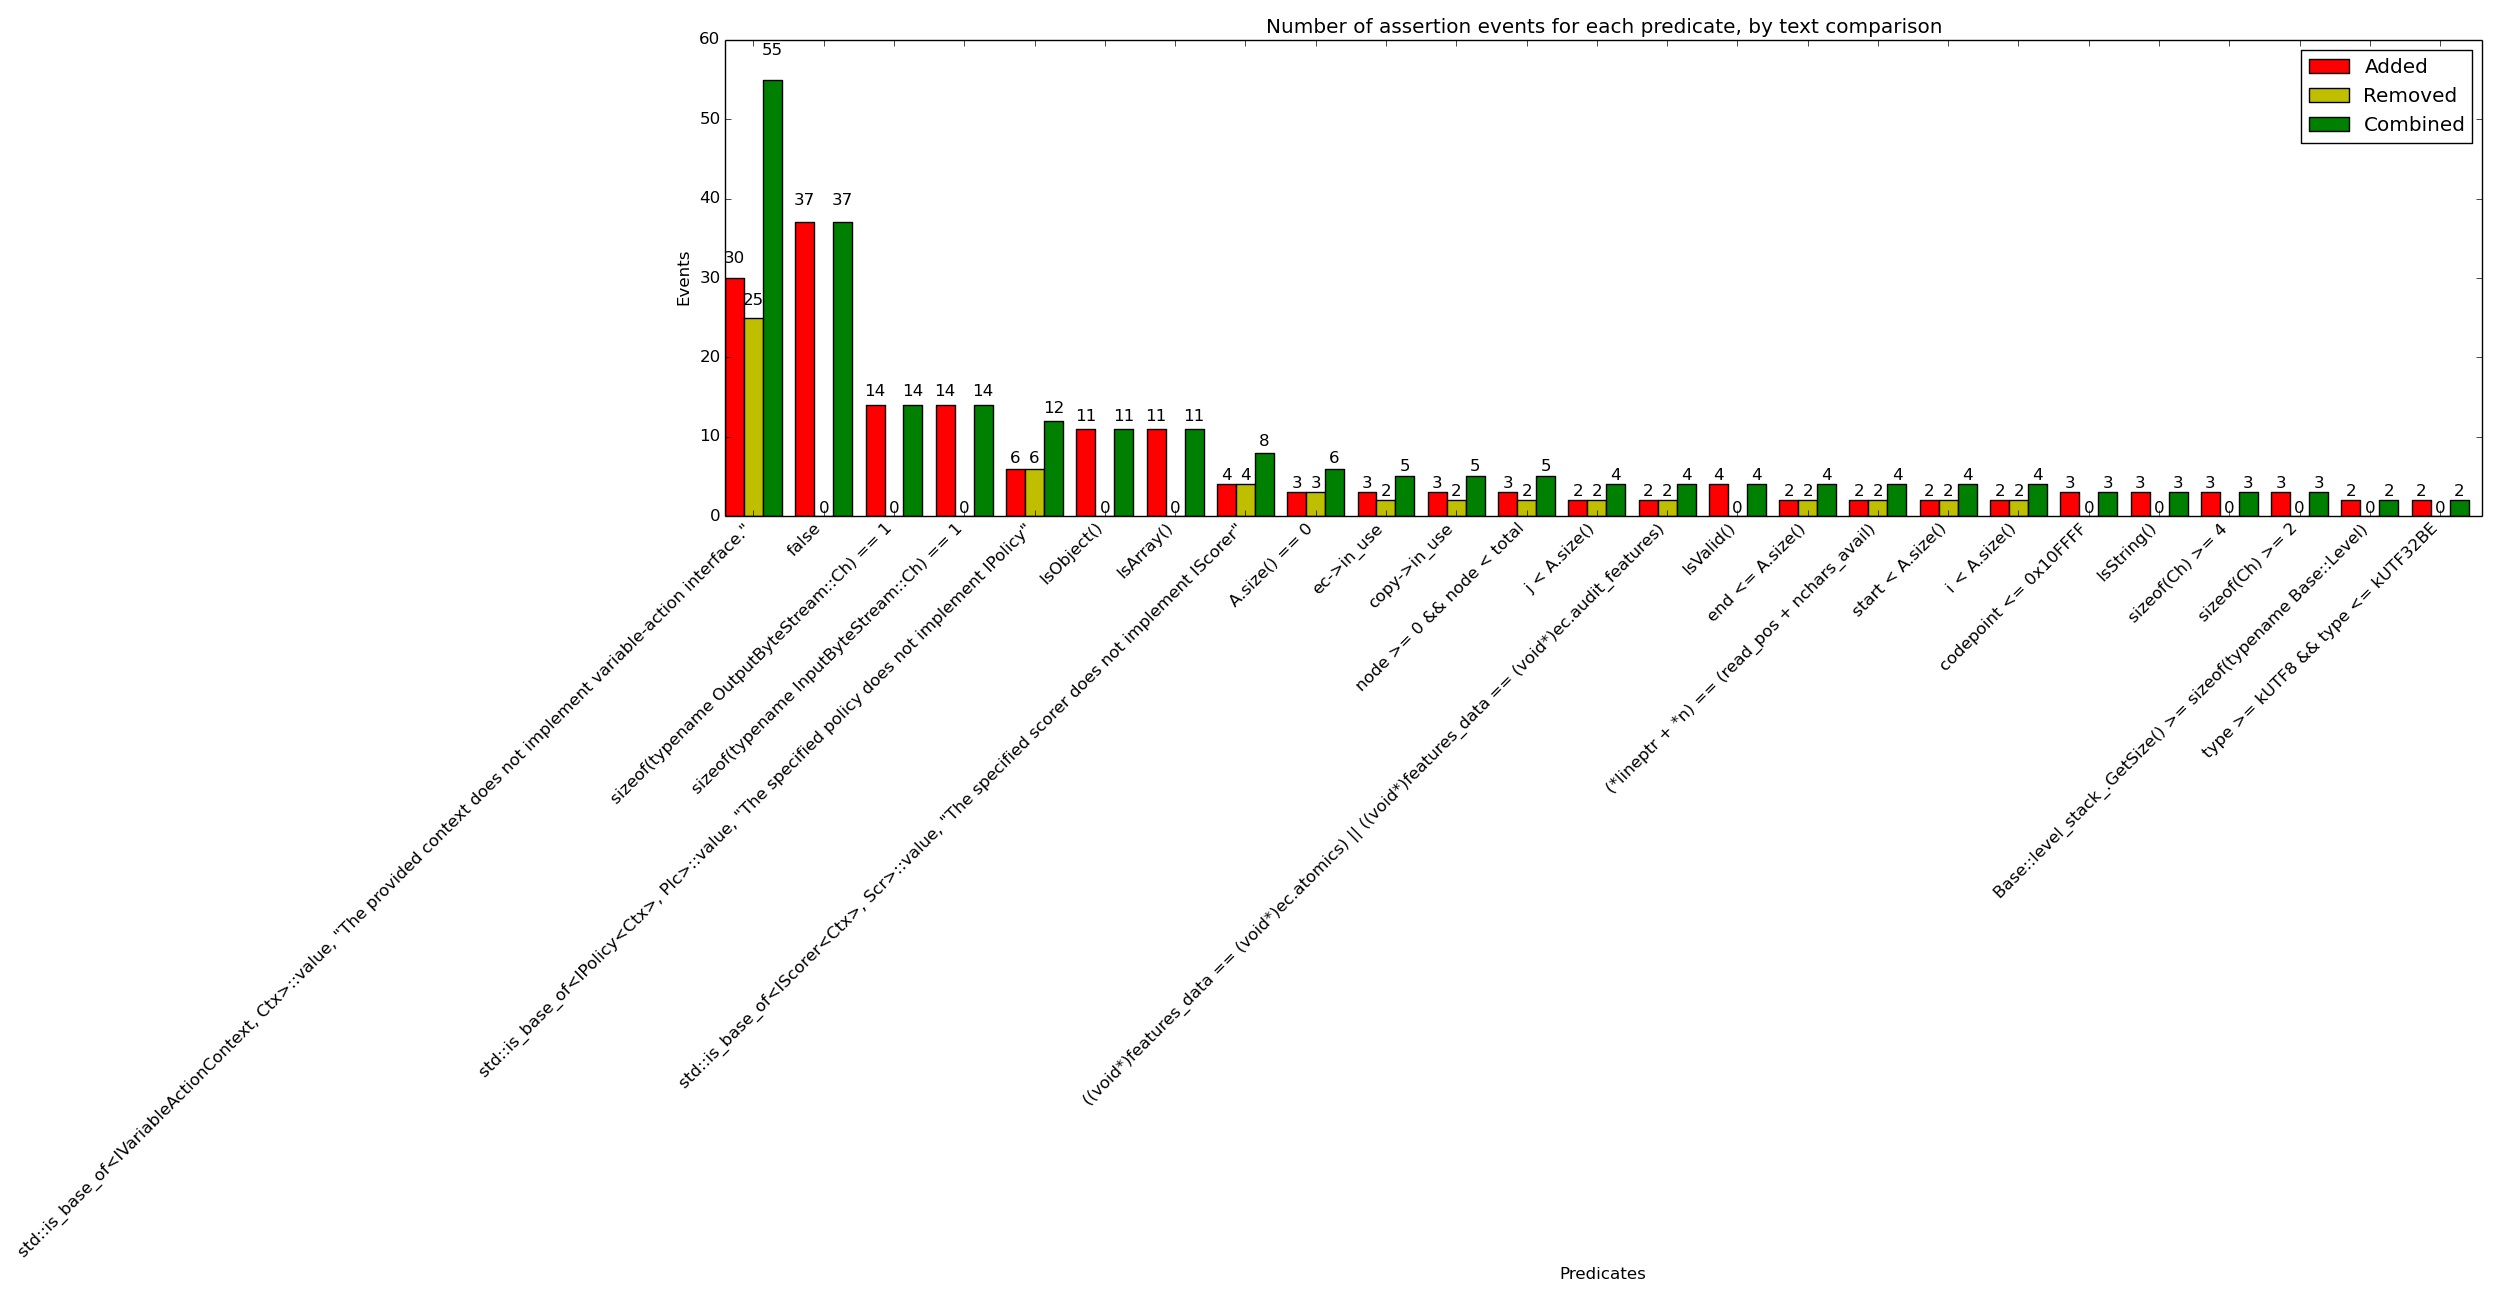 Number of assertion events for each predicate, by text comparison
60
50
40
30
20
10
0
Events
Added
Removed
Combined
30 25 55
37 0 37
14 0 14
14 0 14
6 6 12
11 0 11
11 0 11
4 4 8
3 3 6
3 2 5
3 2 5
3 2 5
2 2 4
2 2 4
4 0 4
2 2 4
2 2 4
2 2 4
2 2 4
3 0 3
3 0 3
3 0 3
3 0 3
2 0 2
2 0 2
std::is_base_of<IVariableActionContext, Ctx>::value, "The provided context does not implement variable-action interface."
false
sizeof(typename OutputByteStream::Ch) == 1
sizeof(typename InputByteStream::Ch) == 1
std::is_base_of<IPolicy<Ctx>, Plc>::value, "The specified policy does not implement IPolicy"
IsObject()
IsArray()
std::is_base_of<IScorer<Ctx>, Scr>::value, "The specified scorer does not implement IScorer"
A.size() == 0
ec->in_use
copy->in_use
node >= 0 && node < total
j < A.size()
((void*)features_data == (void*)ec.atomics) || ((void*)features_data == (void*)ec.audit_features)
IsValid()
end <= A.size()
(*lineptr + *n) == (read_pos + nchars_avail)
start < A.size()
i < A.size()
codepoint <= 0x10FFFF
IsString()
sizeof(Ch) >= 4
sizeof(Ch) >= 2
Base::level_stack_.GetSize() >= sizeof(typename Base::Level)
type >= kUTF8 && type <= kUTF32BE
Predicates